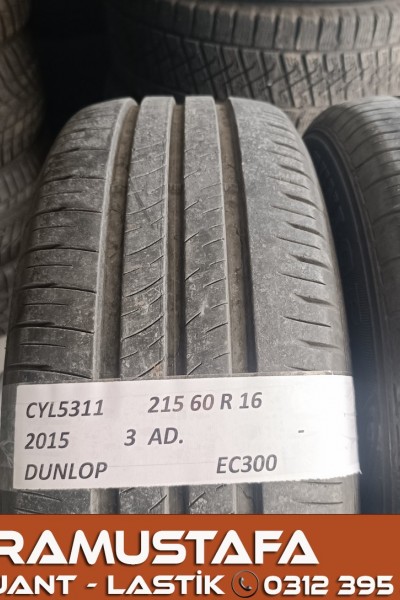 CYL5311 215 60 R 16
2015 3 AD. -
DUNLOP EC300
RAMUSTAFA
JANT - LASTİK 0312 395